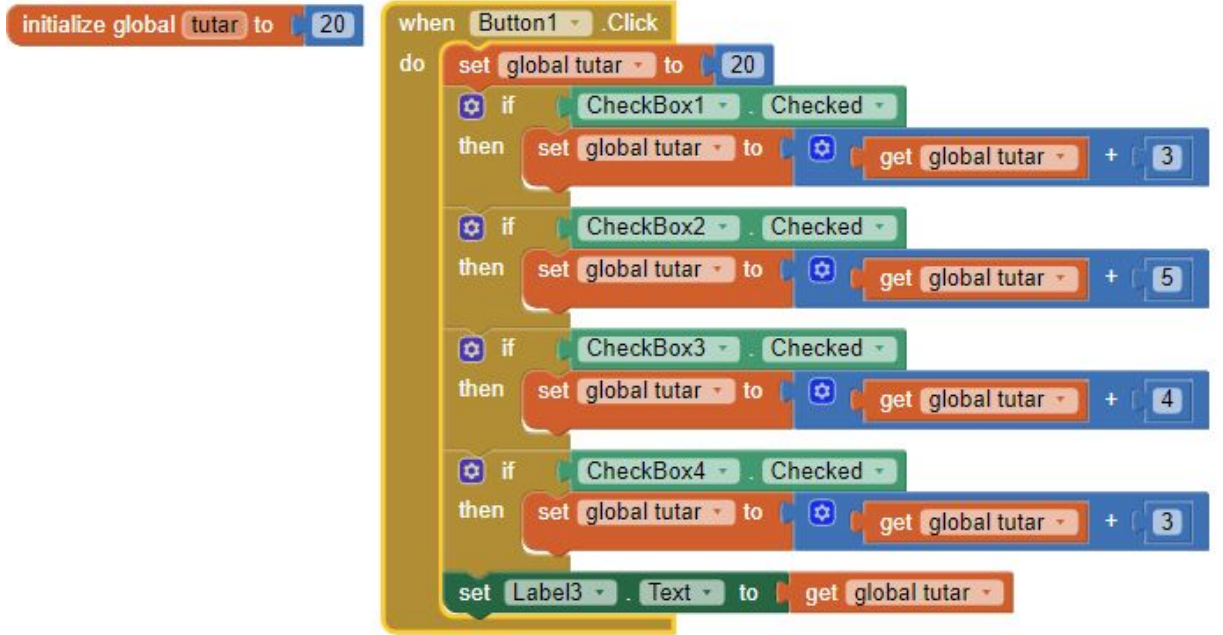 initialize global tutar to 20
when Button1 .Click
do set global tutar to 20
if CheckBox1 . Checked
then set global tutar to get global tutar + 3
if CheckBox2 . Checked
then set global tutar to get global tutar + 5
if CheckBox3 . Checked
then set global tutar to get global tutar + 4
if CheckBox4 . Checked
then set global tutar to get global tutar + 3
set Label3 . Text to get global tutar